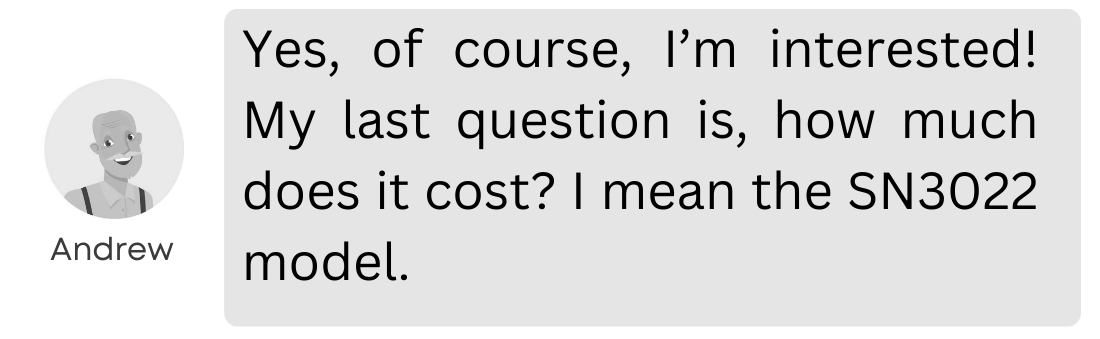 Yes, of course, I’m interested!
My last question is, how much
does it cost? I mean the SN3022
model.
Andrew